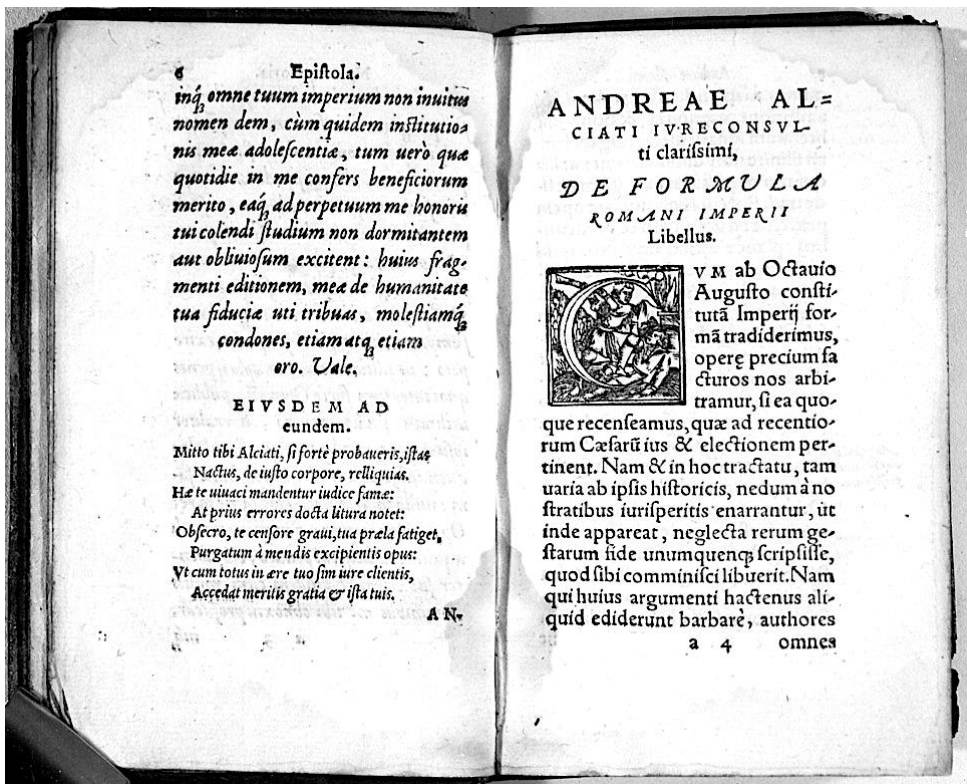 6 Epiſtola.
inq́ꝫ omne tuum imperium non inuitus
nomen dem, cùm quidem inſtitutio-
nis meæ adoleſcentiæ, tum uerò quæ
quotidie in me confers beneficiorum
merito, eaq́ꝫ ad perpetuum me honoris
tui colendi ſtudium non dormitantem
aut obliuioſum excitent: huius frag-
menti editionem, meæ de humanitate
tua fiduciæ uti tribuas, moleſtiamq́ꝫ
condones, etiam atqꝫ etiam
oro. Vale.
EIVSDEM AD
eundem.
Mitto tibi Alciati, ſi fortè probaueris, iſtas
Nactus, de iuſto corpore, relliquias.
Hæ te uiuaci mandentur iudice famæ:
At prius errores docta litura notet:
Obſecro, te cenſore graui, tua præla fatiget,
Purgatum à mendis excipientis opus:
Vt cum totus in ære tuo ſim iure clientis,
Accedat meritis gratia & iſta tuis.
AN-
ANDREAE AL=
CIATI IVRECONSVL-
ti clariſsimi,
DE FORMVLA
ROMANI IMPERII
Libellus.
CVM ab Octauio
Auguſto conſti-
tutã Imperij for-
mã tradiderimus,
operę precium fa
cturos nos arbi-
tramur, ſi ea quo-
que recenſeamus, quæ ad recentio-
rum Cæſarũ ius & electionem per-
tinent. Nam & in hoc tractatu, tam
uaria ab ipſis hiſtoricis, nedum à no
ſtratibus iuriſperitis enarrantur, ùt
inde appareat, neglecta rerum ge-
ſtarum fide unumquenqꝫ ſcripſiſſe,
quod ſibi comminiſci libuerit. Nam
qui huius argumenti hactenus ali-
quid ediderunt barbarè, authores
a 4 omnes